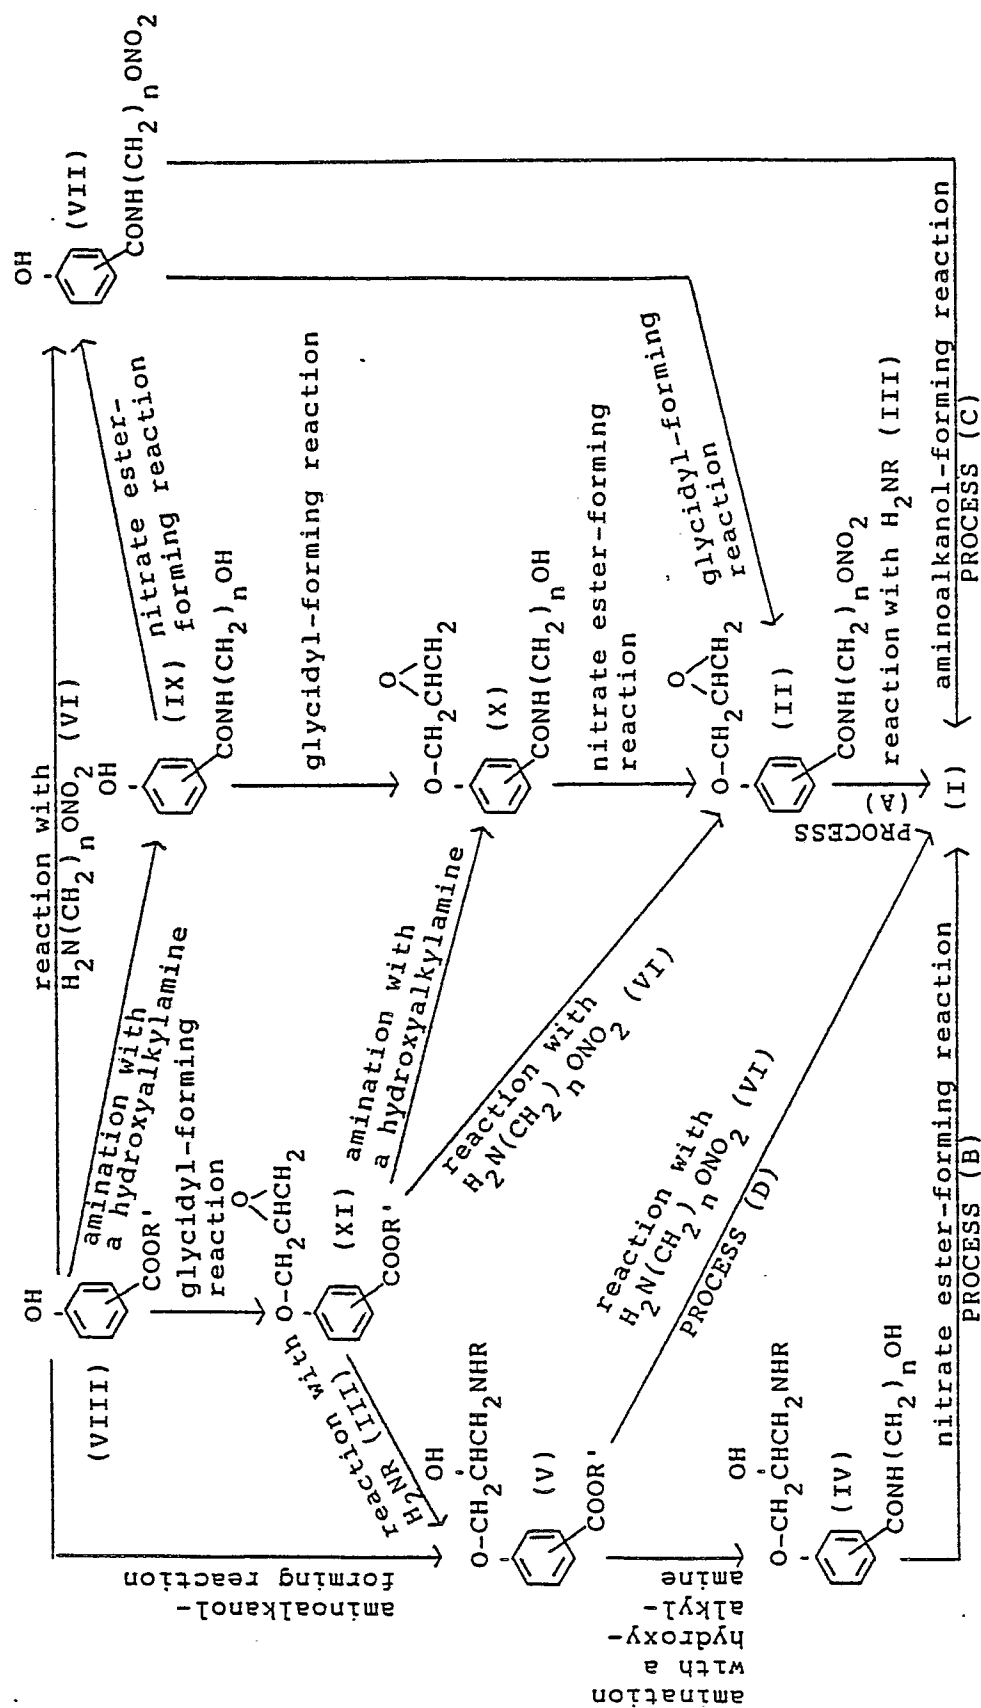 reaction with
H2N(CH2)nONO2 (VI)
OH
(VII)
CONH(CH2)nONO2
OH
(VIII)
COOR'
amination with
a hydroxyalkylamine
OH
(IX)
CONH(CH2)nOH
nitrate ester-
forming reaction
glycidyl-forming
reaction
glycidyl-forming reaction
aminoalkanol-
forming reaction
O
O-CH2CHCH2
(XI)
COOR'
amination with
a hydroxyalkylamine
O
O-CH2CHCH2
(X)
CONH(CH2)nOH
reaction with
H2NR (III)
reaction with
H2N(CH2)nONO2 (VI)
nitrate ester-forming
reaction
glycidyl-forming
reaction
OH
O-CH2CHCH2NHR
(V)
COOR'
O
O-CH2CHCH2
(II)
CONH(CH2)nONO2
reaction with
H2N(CH2)nONO2 (VI)
PROCESS (D)
amination
with a
hydroxy-
alkyl-
amine
OH
O-CH2CHCH2NHR
(IV)
CONH(CH2)nOH
PROCESS
(A)
reaction with H2NR (III)
nitrate ester-forming reaction
PROCESS (B)
(I)
aminoalkanol-forming reaction
PROCESS (C)